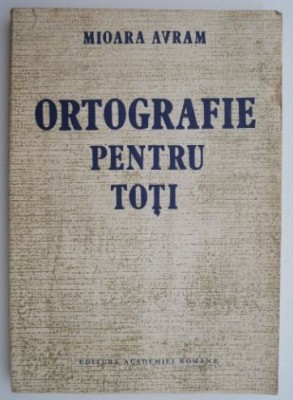 MIOARA AVRAM
ORTOGRAFIE
PENTRU
TOȚI
EDITURA ACADEMIEI ROMÂNE